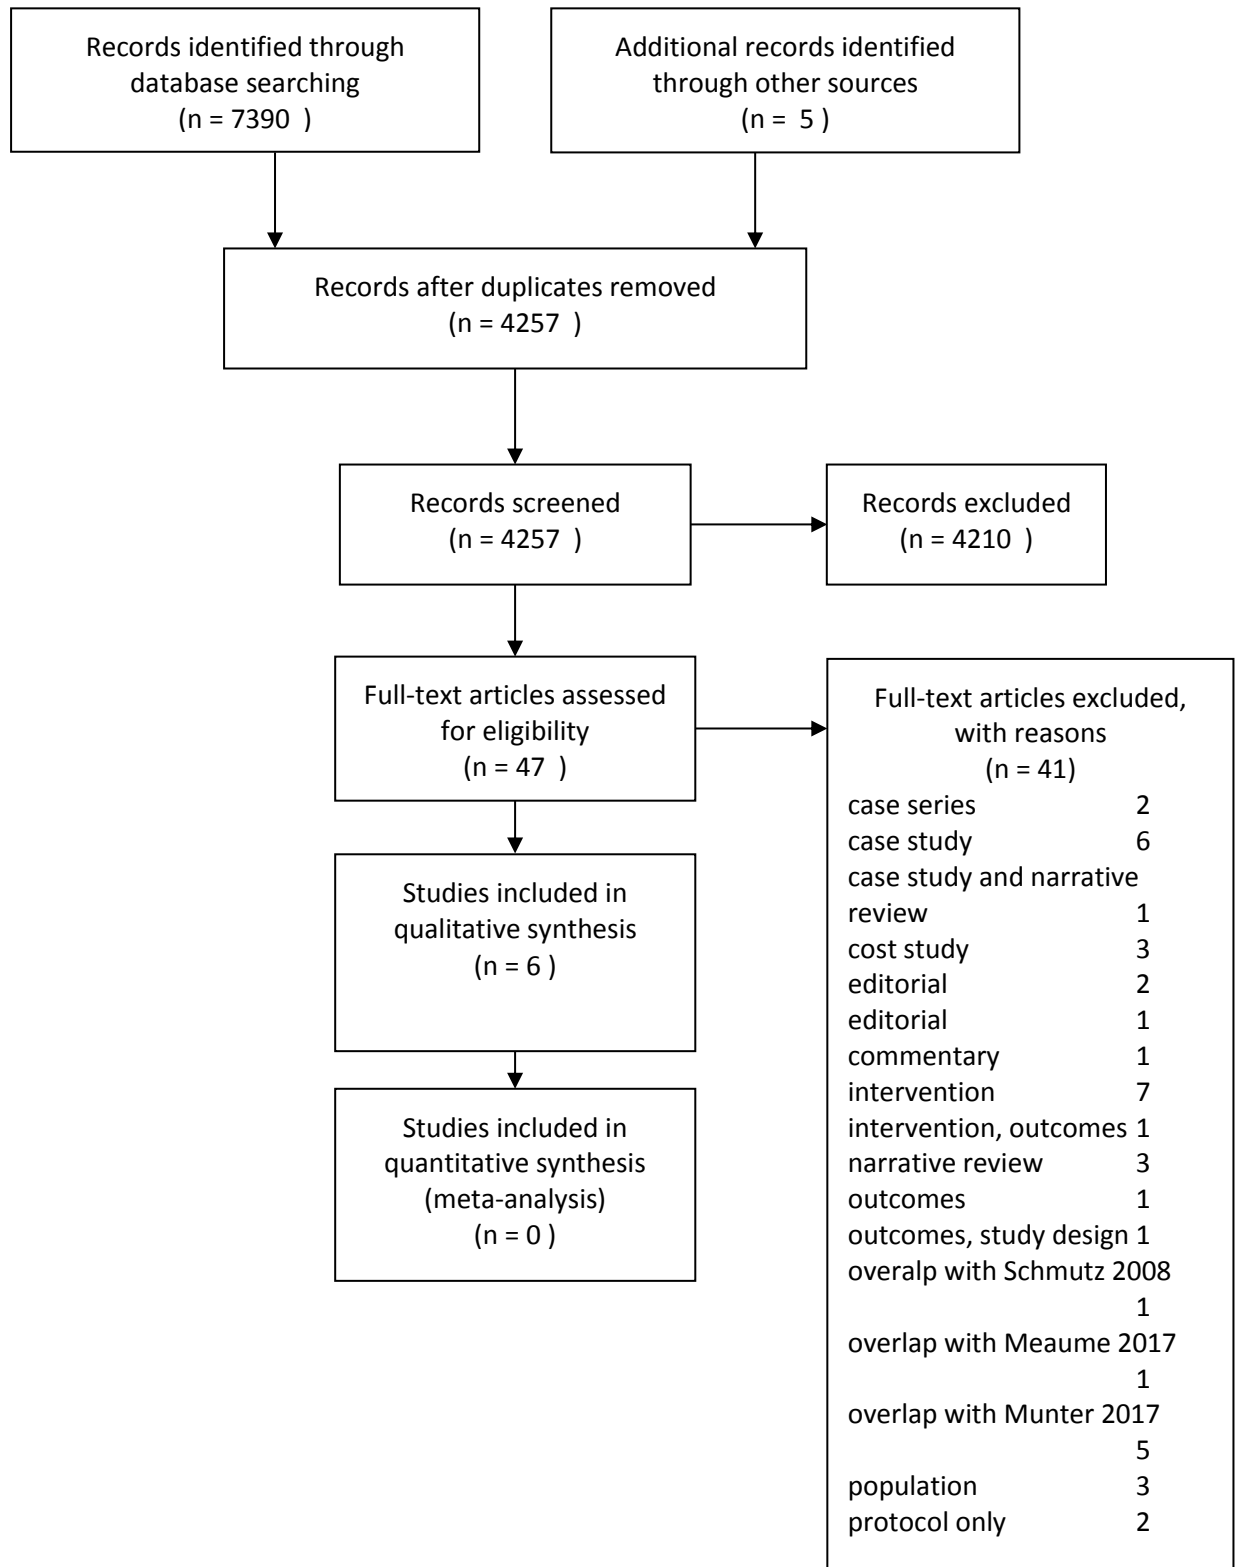 Records identified through
database searching
(n = 7390  )
Additional records identified
through other sources
(n =  5 )
Records after duplicates removed
(n = 4257  )
Records screened
(n = 4257  )
Records excluded
(n = 4210  )
Full-text articles assessed
for eligibility
(n = 47  )
Full-text articles excluded,
with reasons
(n = 41)
case series 2
case study 6
case study and narrative
review 1
cost study 3
editorial 2
editorial 1
commentary 1
intervention 7
intervention, outcomes 1
narrative review 3
outcomes 1
outcomes, study design 1
overalp with Schmutz 2008
1
overlap with Meaume 2017
1
overlap with Munter 2017
5
population 3
protocol only 2
Studies included in
qualitative synthesis
(n = 6 )
Studies included in
quantitative synthesis
(meta-analysis)
(n = 0 )